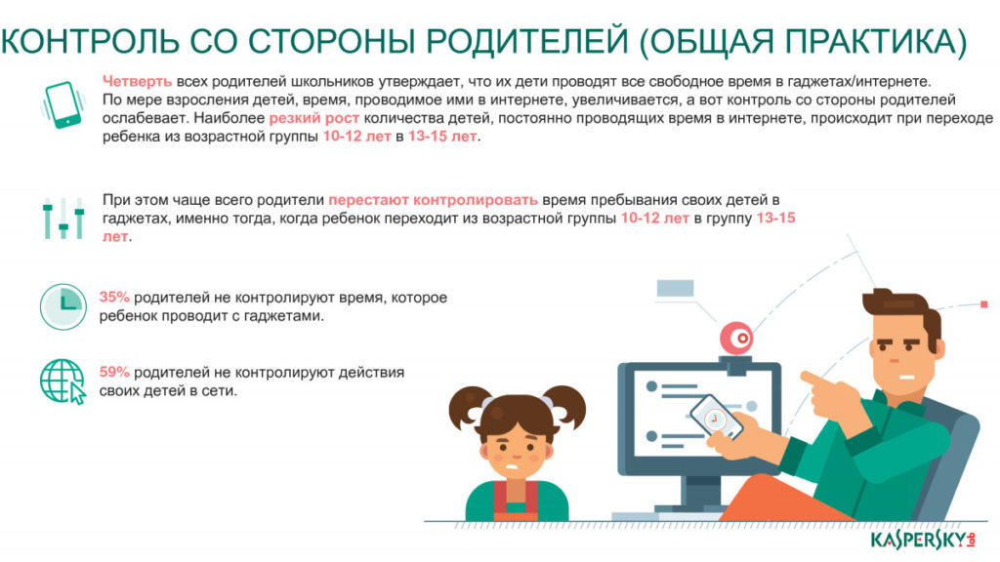 КОНТРОЛЬ СО СТОРОНЫ РОДИТЕЛЕЙ (ОБЩАЯ ПРАКТИКА)
Четверть всех родителей школьников утверждает, что их дети проводят все свободное время в гаджетах/интернете.
По мере взросления детей, время, проводимое ими в интернете, увеличивается, а вот контроль со стороны родителей
ослабевает. Наиболее резкий рост количества детей, постоянно проводящих время в интернете, происходит при переходе
ребенка из возрастной группы 10-12 лет в 13-15 лет.
При этом чаще всего родители перестают контролировать время пребывания своих детей в
гаджетах, именно тогда, когда ребенок переходит из возрастной группы 10-12 лет в группу 13-15
лет.
35% родителей не контролируют время, которое
ребенок проводит с гаджетами.
59% родителей не контролируют действия
своих детей в сети.
KASPERSKY lab